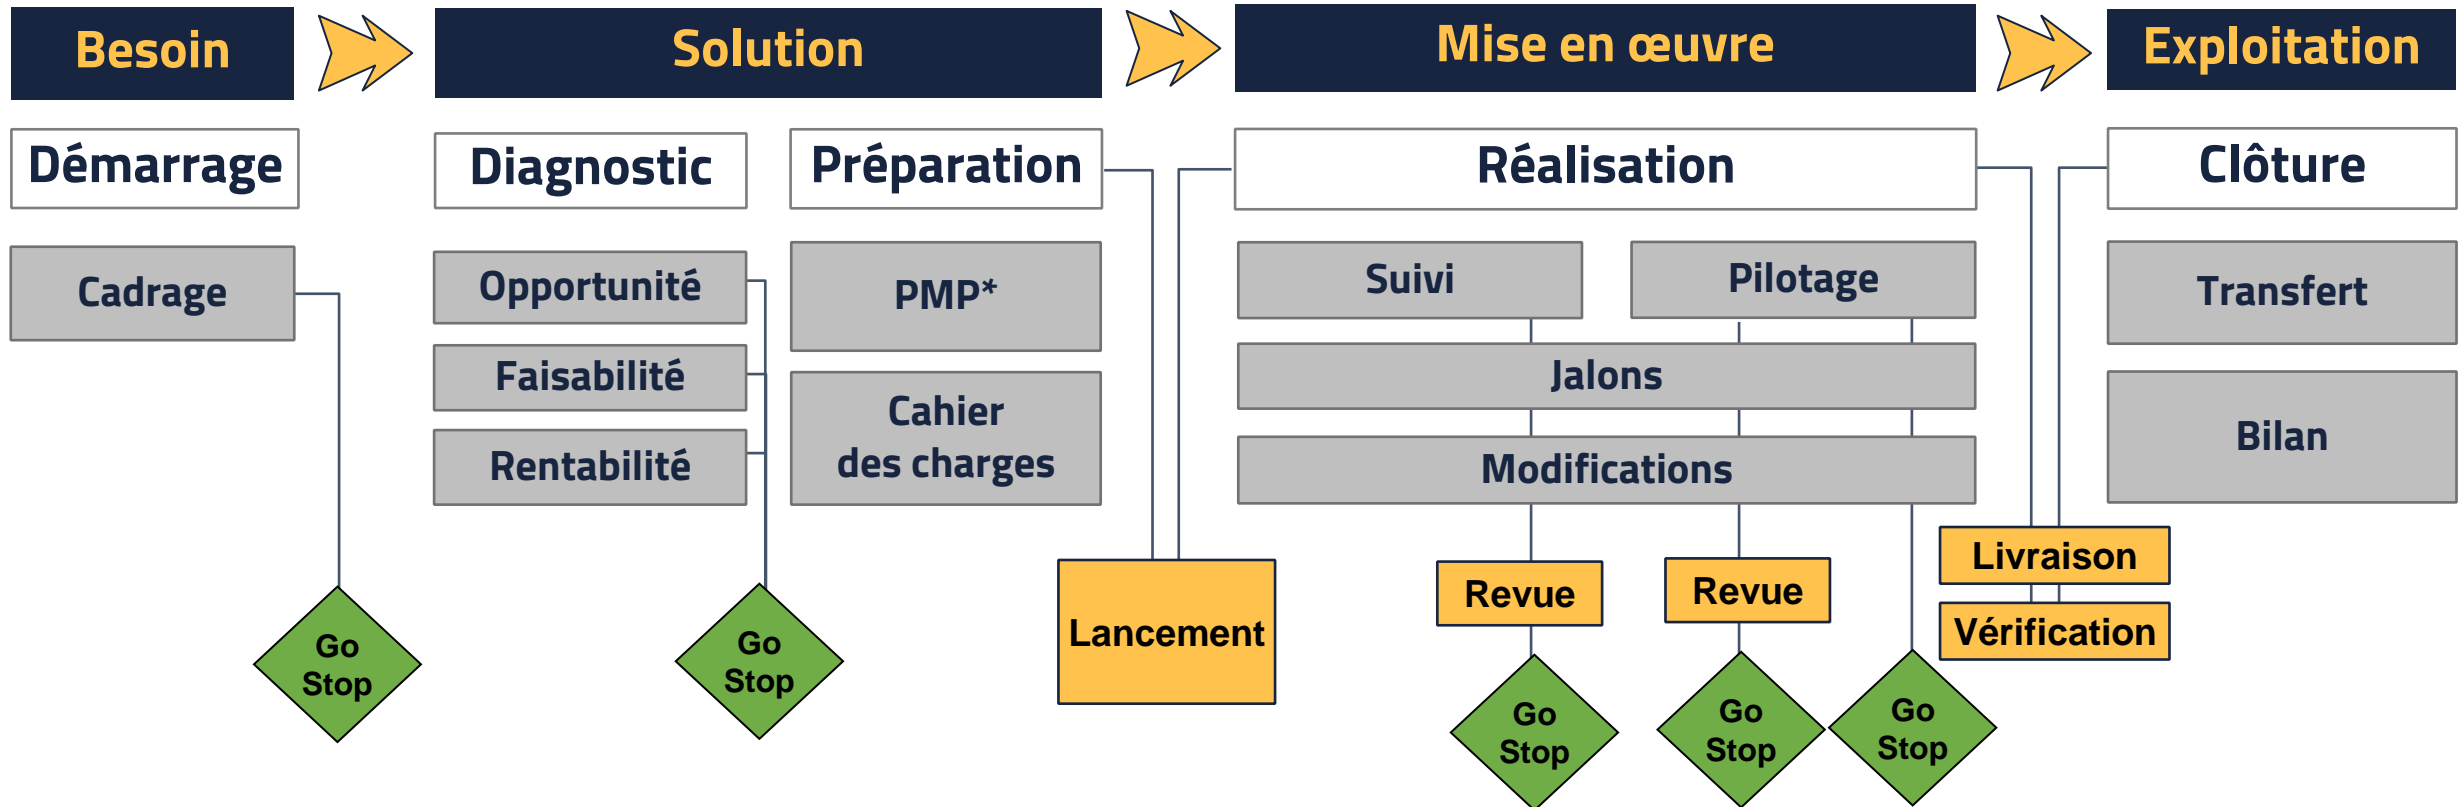 Besoin
Solution
Mise en œuvre
Exploitation
Démarrage
Diagnostic
Préparation
Réalisation
Clôture
Cadrage
Opportunité
Faisabilité
Rentabilité
PMP*
Cahier
des charges
Suivi
Pilotage
Jalons
Modifications
Transfert
Bilan
Go
Stop
Go
Stop
Lancement
Revue
Revue
Livraison
Vérification
Go
Stop
Go
Stop
Go
Stop